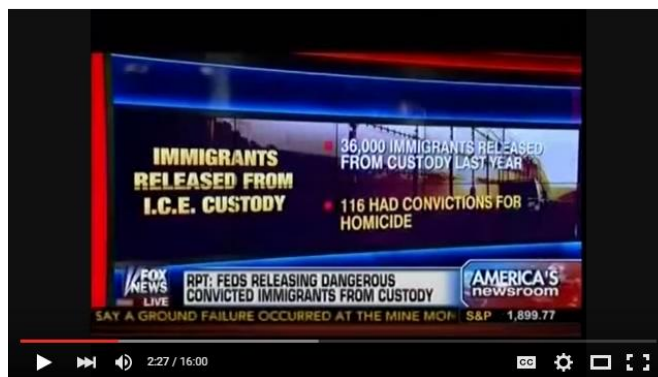 IMMIGRANTS
RELEASED FROM
I.C.E. CUSTODY
36,000 IMMIGRANTS RELEASED
FROM CUSTODY LAST YEAR
116 HAD CONVICTIONS FOR
HOMICIDE
FOX
NEWS
LIVE
RPT: FEDS RELEASING DANGEROUS
CONVICTED IMMIGRANTS FROM CUSTODY
AMERICA'S
newsroom
SAY A GROUND FAILURE OCCURRED AT THE MINE MON S&P 1,899.77
2:27 / 16:00
CC